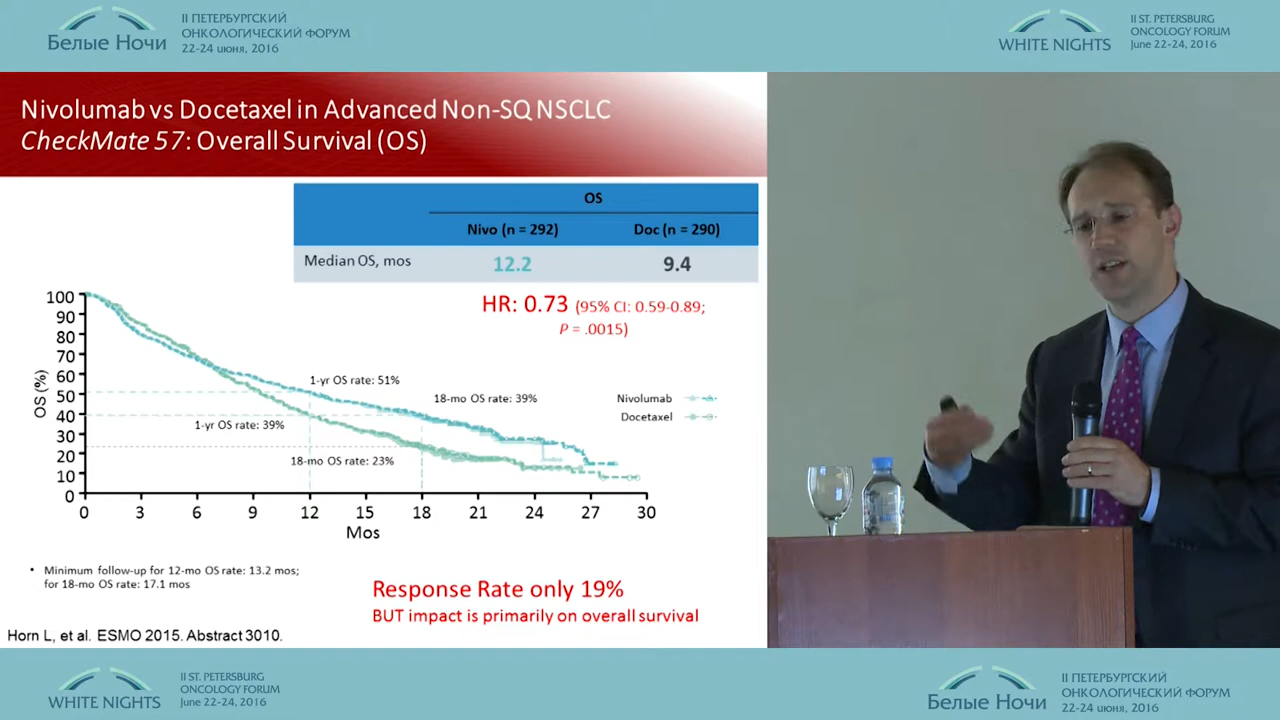 II ПЕТЕРБУРГСКИЙ
ОНКОЛОГИЧЕСКИЙ ФОРУМ
22-24 июня, 2016
Белые Ночи
II ST. PETERSBURG
ONCOLOGY FORUM
June 22-24, 2016
WHITE NIGHTS
Nivolumab vs Docetaxel in Advanced Non-SQ NSCLC
CheckMate 57: Overall Survival (OS)
OS
Nivo (n = 292) Doc (n = 290)
Median OS, mos 12.2 9.4
HR: 0.73 (95% CI: 0.59-0.89;
P = .0015)
OS (%)
100
90
80
70
60
50
40
30
20
10
0
1-yr OS rate: 51%
18-mo OS rate: 39%
1-yr OS rate: 39%
18-mo OS rate: 23%
Nivolumab
Docetaxel
0 3 6 9 12 15 18 21 24 27 30
Mos
• Minimum follow-up for 12-mo OS rate: 13.2 mos;
for 18-mo OS rate: 17.1 mos
Response Rate only 19%
BUT impact is primarily on overall survival
Horn L, et al. ESMO 2015. Abstract 3010.
WHITE NIGHTS
II ST. PETERSBURG
ONCOLOGY FORUM
June 22-24, 2016
Белые Ночи
II ПЕТЕРБУРГСКИЙ
ОНКОЛОГИЧЕСКИЙ ФОРУМ
22-24 июня, 2016